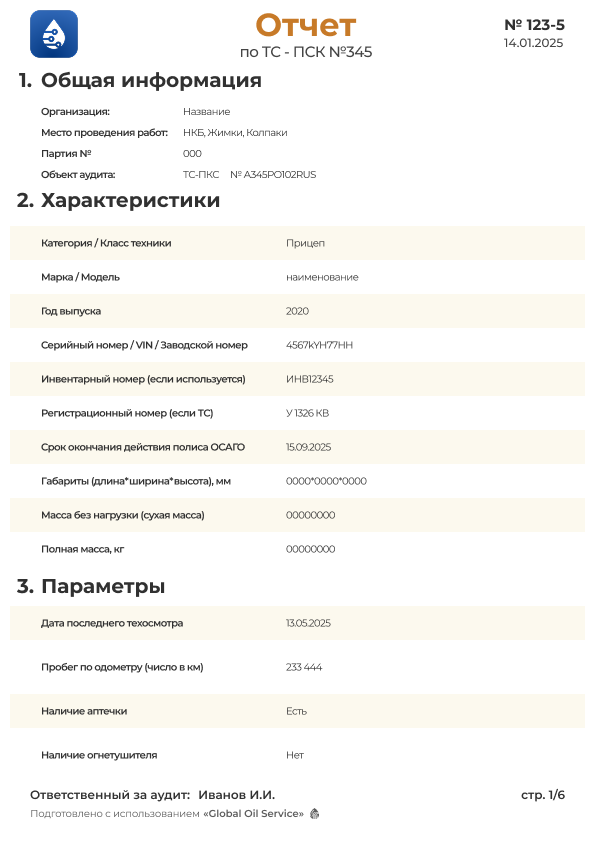 Отчет
по ТС - ПСК №345
№ 123-5
14.01.2025
1. Общая информация
Организация: Название
Место проведения работ: НКБ, Жимки, Колпаки
Партия № 000
Объект аудита: ТС-ПКС № А345РО102RUS
2. Характеристики
Категория / Класс техники Прицеп
Марка / Модель наименование
Год выпуска 2020
Серийный номер / VIN / Заводской номер 4567kYH77HH
Инвентарный номер (если используется) ИНВ12345
Регистрационный номер (если ТС) У 1326 КВ
Срок окончания действия полиса ОСАГО 15.09.2025
Габариты (длина*ширина*высота), мм 0000*0000*0000
Масса без нагрузки (сухая масса) 00000000
Полная масса, кг 00000000
3. Параметры
Дата последнего техосмотра 13.05.2025
Пробег по одометру (число в км) 233 444
Наличие аптечки Есть
Наличие огнетушителя Нет
Ответственный за аудит: Иванов И.И. стр. 1/6
Подготовлено с использованием «Global Oil Service»